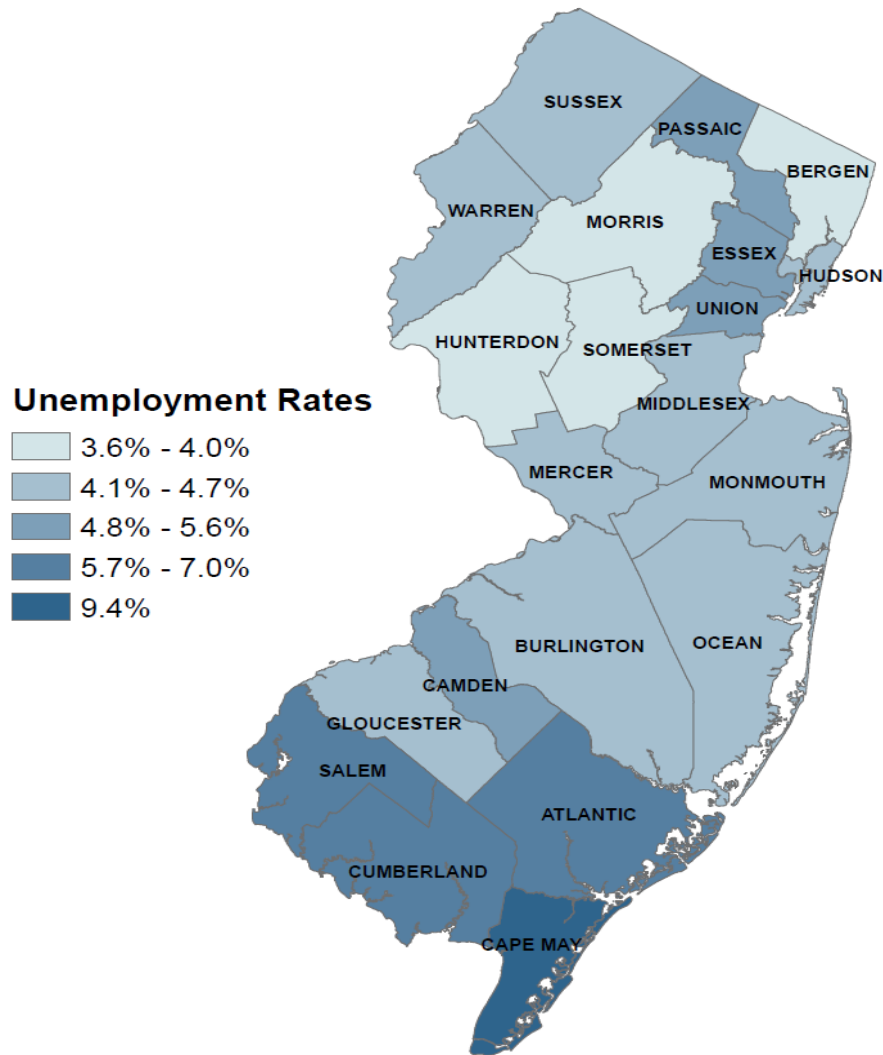 SUSSEX
PASSAIC
BERGEN
WARREN
MORRIS
ESSEX
HUDSON
UNION
HUNTERDON
SOMERSET
Unemployment Rates
3.6% - 4.0%
4.1% - 4.7%
4.8% - 5.6%
5.7% - 7.0%
9.4%
MIDDLESEX
MERCER
MONMOUTH
BURLINGTON
OCEAN
CAMDEN
GLOUCESTER
SALEM
ATLANTIC
CUMBERLAND
CAPE MAY